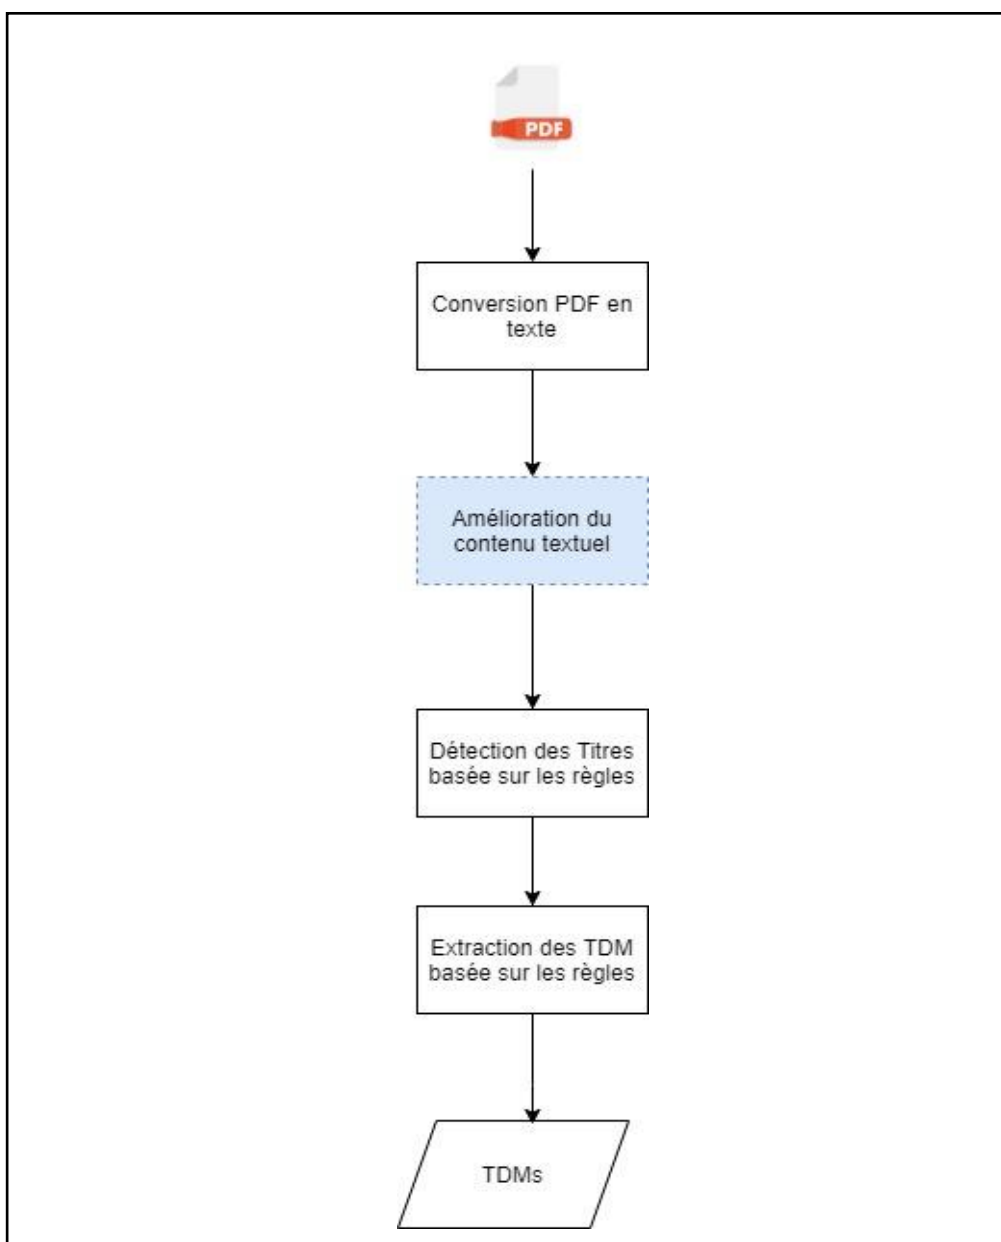 PDF
Conversion PDF en
texte
Amélioration du
contenu textuel
Détection des Titres
basée sur les règles
Extraction des TDM
basée sur les règles
TDMs